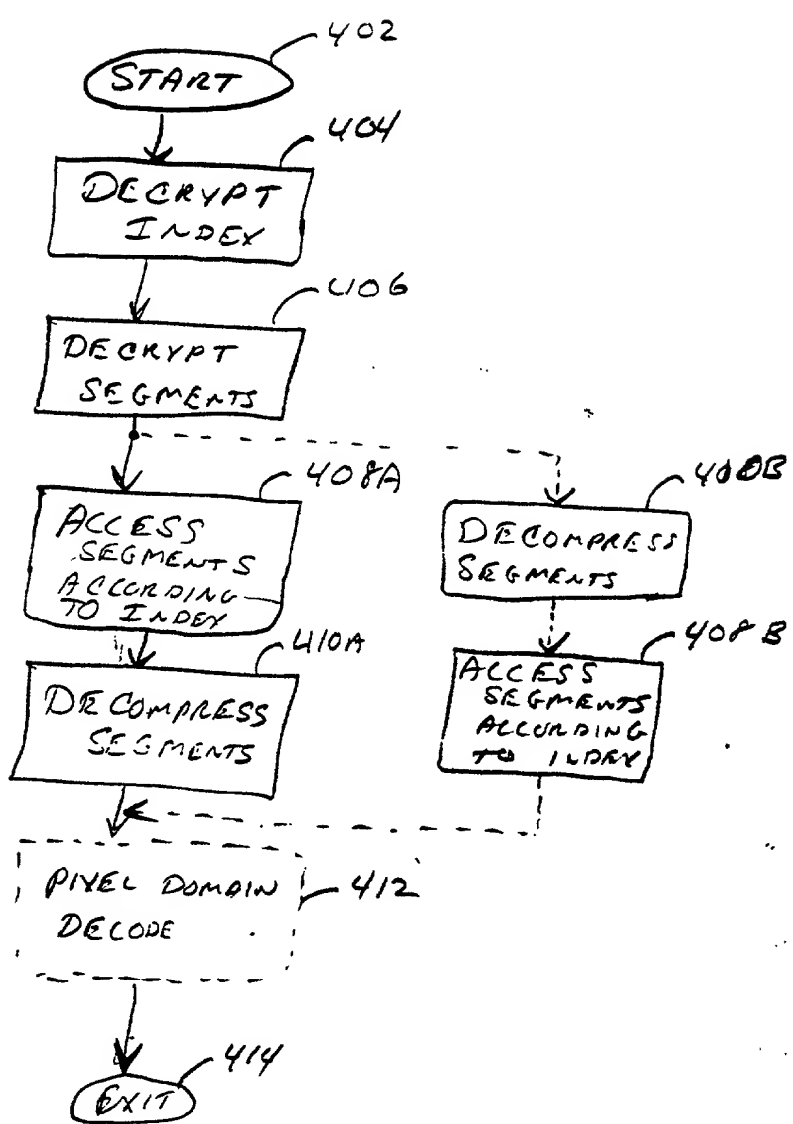 402
START
404
DECRYPT
INDEX
406
DECRYPT
SEGMENTS
408A
ACCESS
SEGMENTS
ACCORDING
TO INDEX
DECOMPRESS
SEGMENTS
410A
DECOMPRESS
SEGMENTS
408B
ACCESS
SEGMENTS
ACCORDING
TO INDEX
PIXEL DOMAIN
DECODE
412
414
EXIT